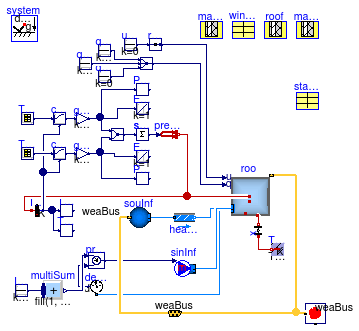 system
d...
ma...
win...
roof
ma...
sta...
u
k=0
r
q...
k...
q...
k...
u
k=0
T
c
g...
P
E
k=1
s...
Σ
pre...
T
c
g...
E
k...
P
roo
u
q
weaBus
souInf
hea...
T...
sinInf
pr...
de...
multiSum
+
fill(1, ...
k...
weaBus
weaBus